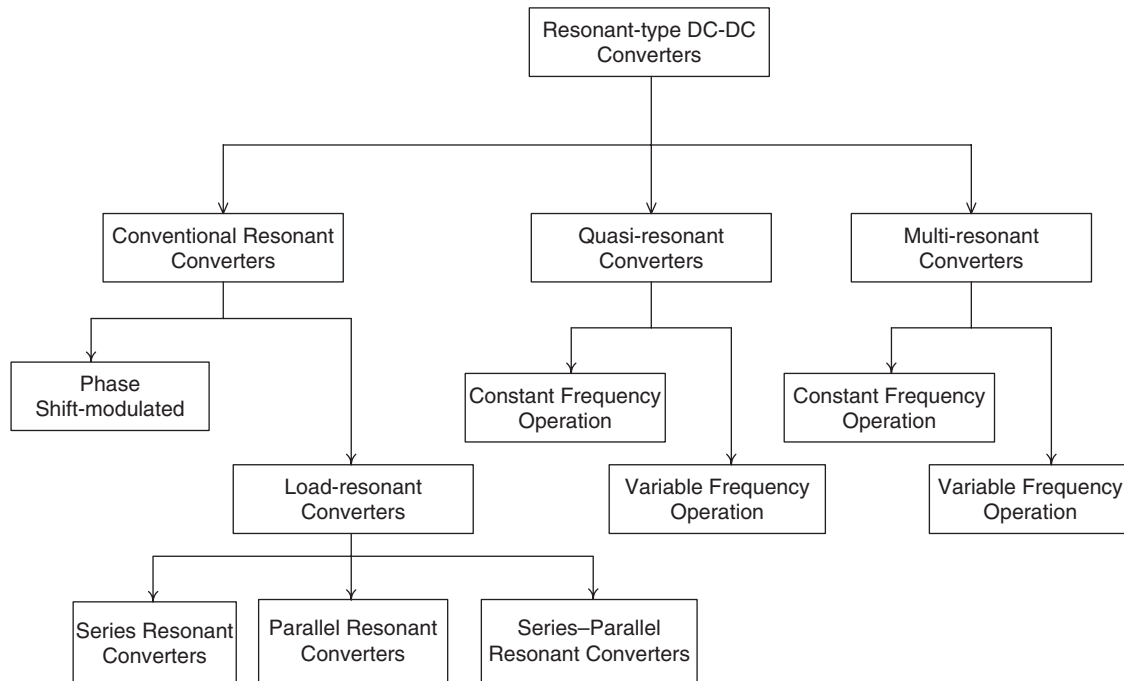 Resonant-type DC-DC
Converters
Conventional Resonant
Converters
Quasi-resonant
Converters
Multi-resonant
Converters
Phase
Shift-modulated
Constant Frequency
Operation
Constant Frequency
Operation
Load-resonant
Converters
Variable Frequency
Operation
Variable Frequency
Operation
Series Resonant
Converters
Parallel Resonant
Converters
Series–Parallel
Resonant Converters